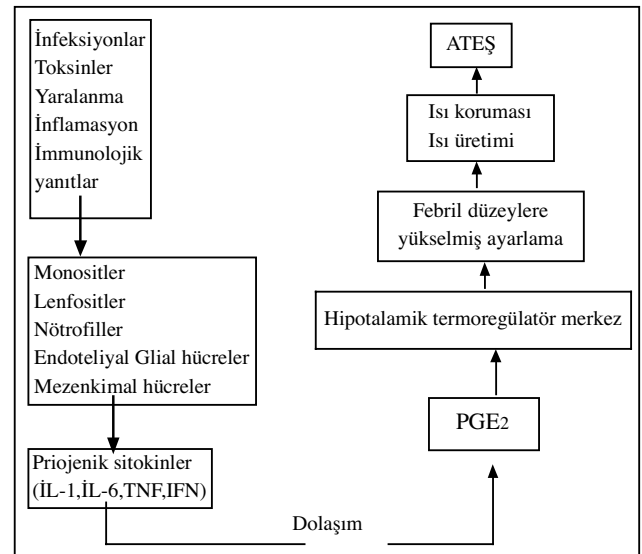 İnfeksiyonlar
Toksinler
Yaralanma
İnflamasyon
İmmunolojik
yanıtlar
Monositler
Lenfositler
Nötrofiller
Endoteliyal Glial hücreler
Mezenkimal hücreler
Priojenik sitokinler
(İL-1,İL-6,TNF,IFN)
Dolaşım
PGE2
Hipotalamik termoregülatör merkez
Febril düzeylere
yükselmiş ayarlama
Isı koruması
Isı üretimi
ATEŞ